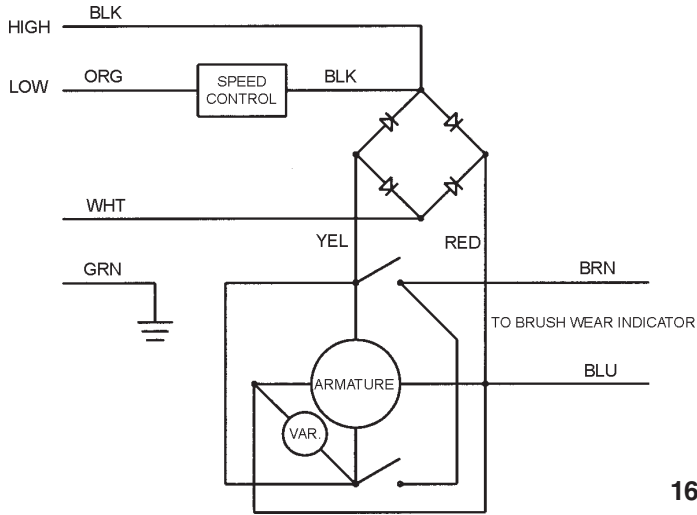 HIGH BLK
LOW ORG SPEED CONTROL BLK
WHT
YEL RED
GRN BRN
TO BRUSH WEAR INDICATOR
ARMATURE BLU
VAR.
16